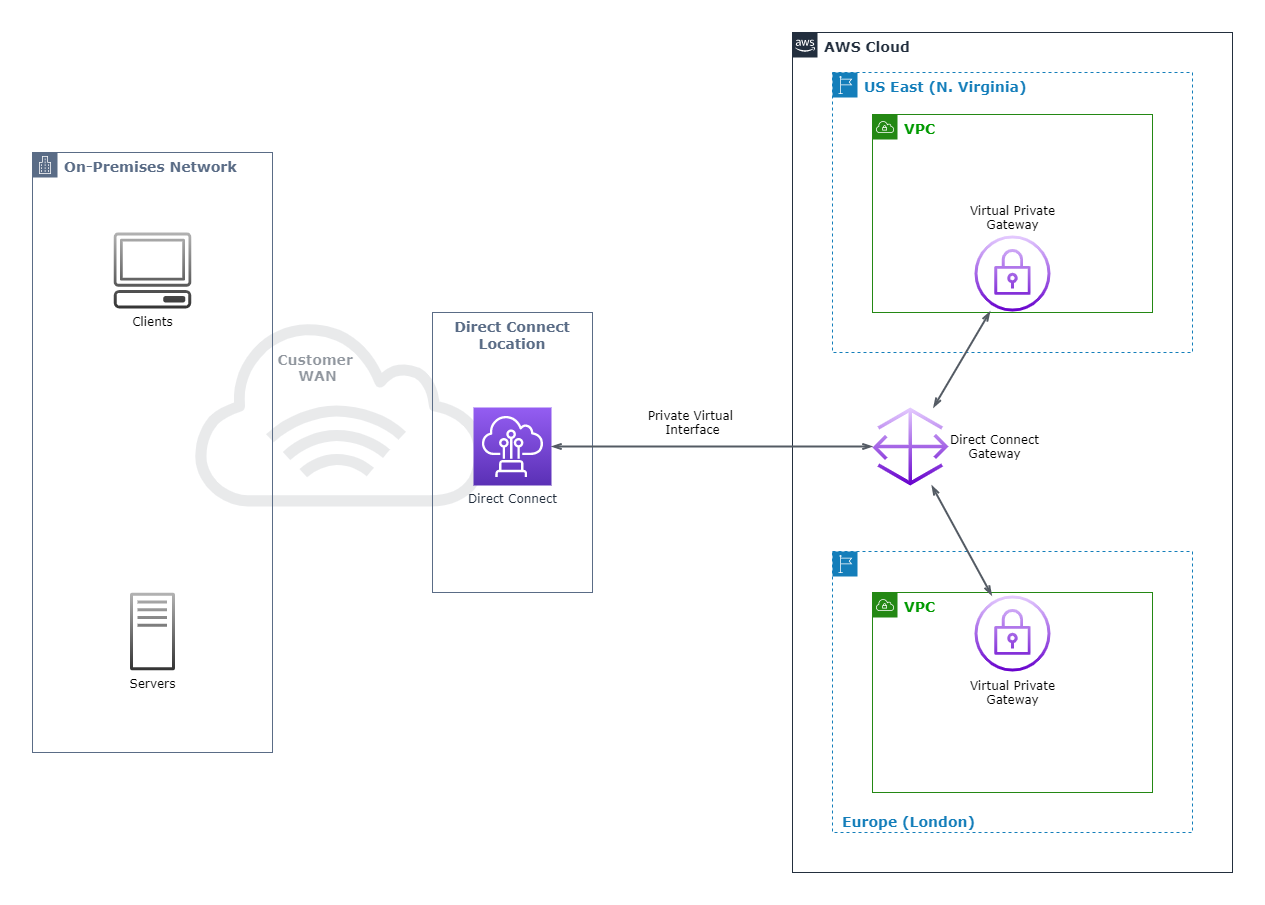 aws
AWS Cloud
US East (N. Virginia)
VPC
Virtual Private
Gateway
On-Premises Network
Clients
Customer
WAN
Direct Connect
Location
Direct Connect
Private Virtual
Interface
Direct Connect
Gateway
VPC
Virtual Private
Gateway
Servers
Europe (London)